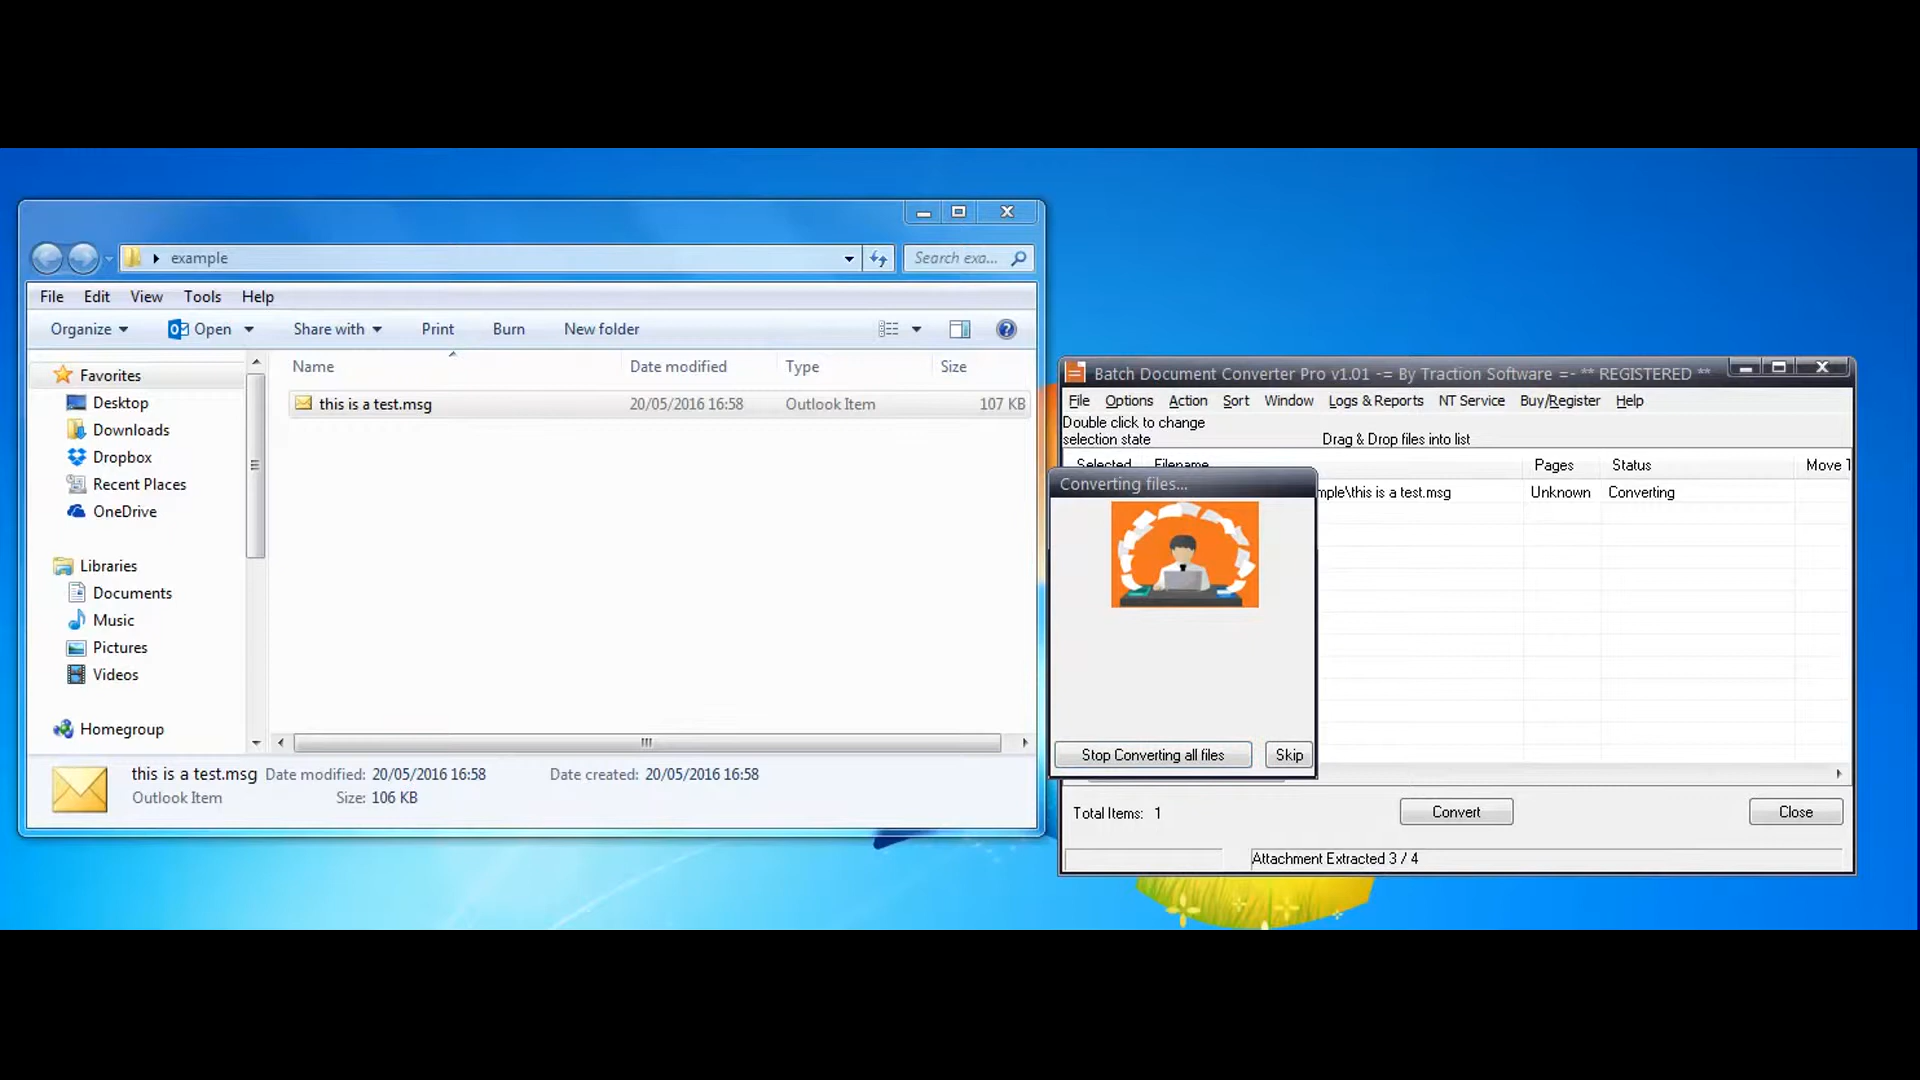 example
Search exa...
File Edit View Tools Help
Organize Open Share with Print Burn New folder
Name Date modified Type Size
this is a test.msg 20/05/2016 16:58 Outlook Item 107 KB
Favorites
Desktop
Downloads
Dropbox
Recent Places
OneDrive
Libraries
Documents
Music
Pictures
Videos
Homegroup
this is a test.msg Date modified: 20/05/2016 16:58 Date created: 20/05/2016 16:58
Outlook Item Size: 106 KB
Batch Document Converter Pro v1.01 -= By Traction Software =- ** REGISTERED **
File Options Action Sort Window Logs & Reports NT Service Buy/Register Help
Double click to change
selection state Drag & Drop files into list
Selected Filename Pages Status Move T
mple\this is a test.msg Unknown Converting
Converting files...
Stop Converting all files Skip
Total Items: 1 Convert Close
Attachment Extracted 3 / 4